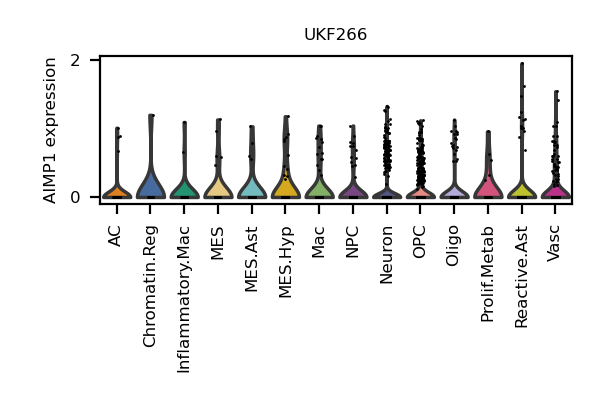 UKF266
AIMP1 expression
2
0
AC
Chromatin.Reg
Inflammatory.Mac
MES
MES.Ast
MES.Hyp
Mac
NPC
Neuron
OPC
Oligo
Prolif.Metab
Reactive.Ast
Vasc